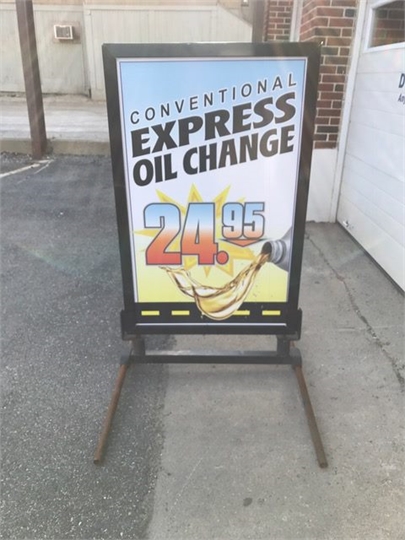 CONVENTIONAL
EXPRESS
OIL CHANGE
24.95